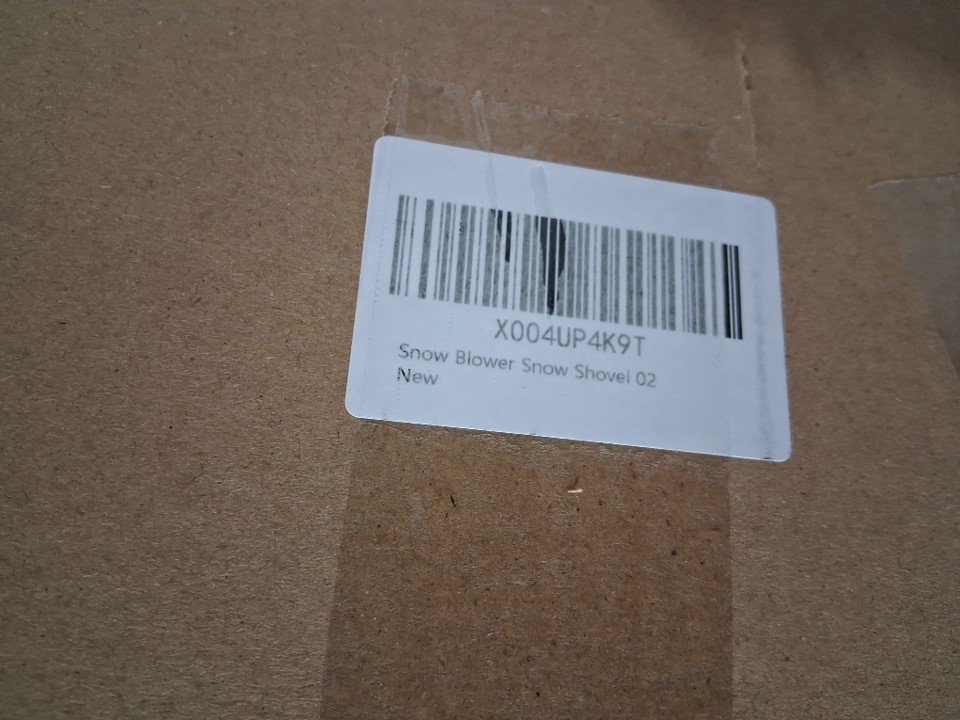 X004UP4K9T
Snow Blower Snow Shovel 02
New